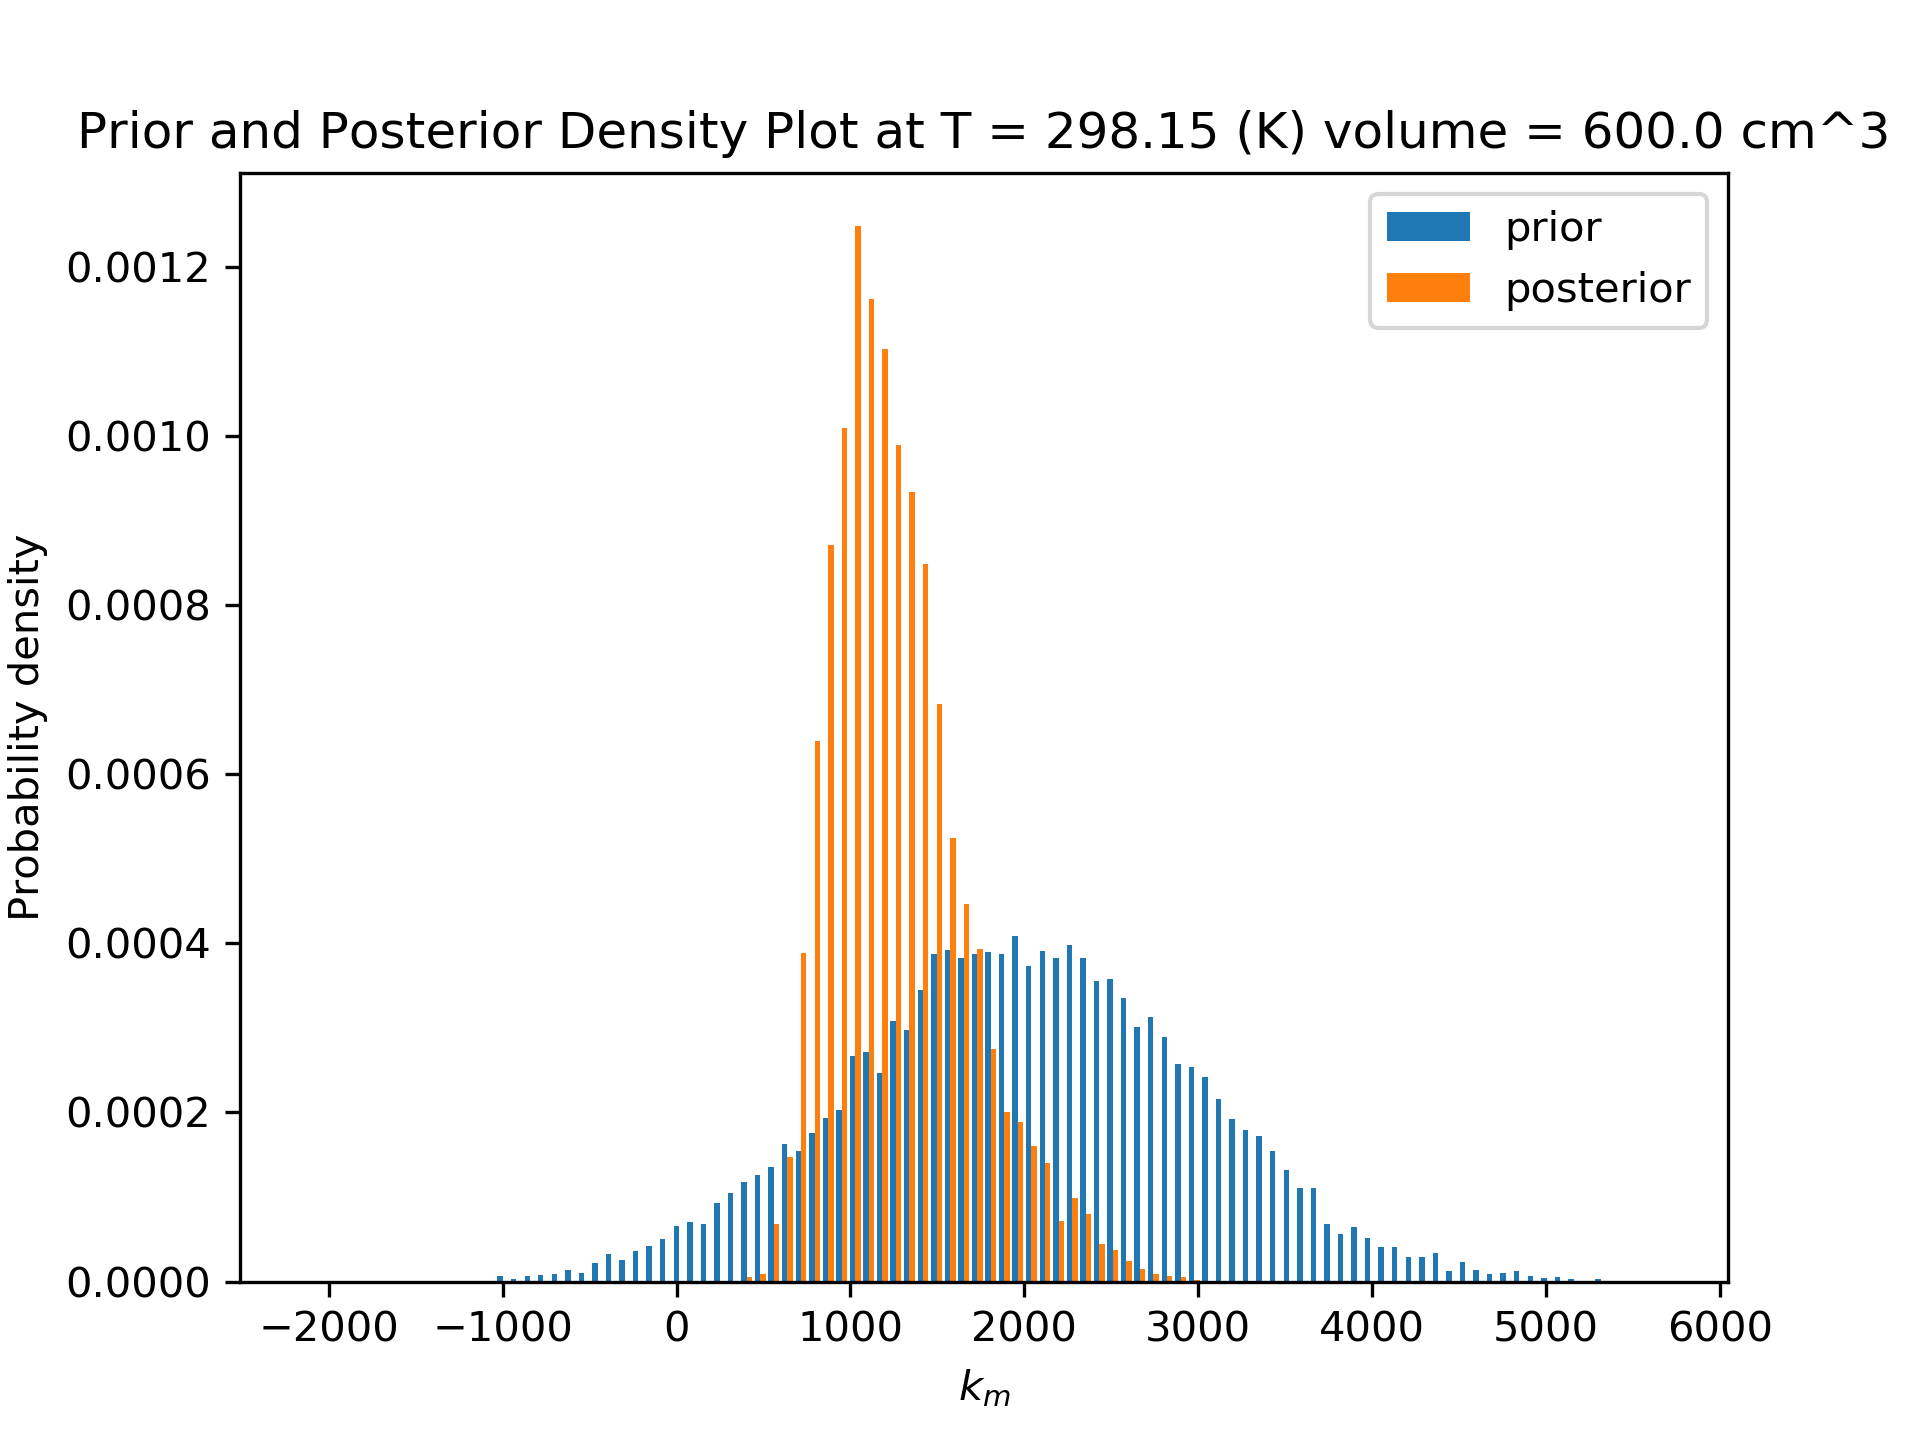 Prior and Posterior Density Plot at T = 298.15 (K) volume = 600.0 cm^3
prior
posterior
0.0012
0.0010
0.0008
0.0006
0.0004
0.0002
0.0000
Probability density
−2000 −1000 0 1000 2000 3000 4000 5000 6000
k_m